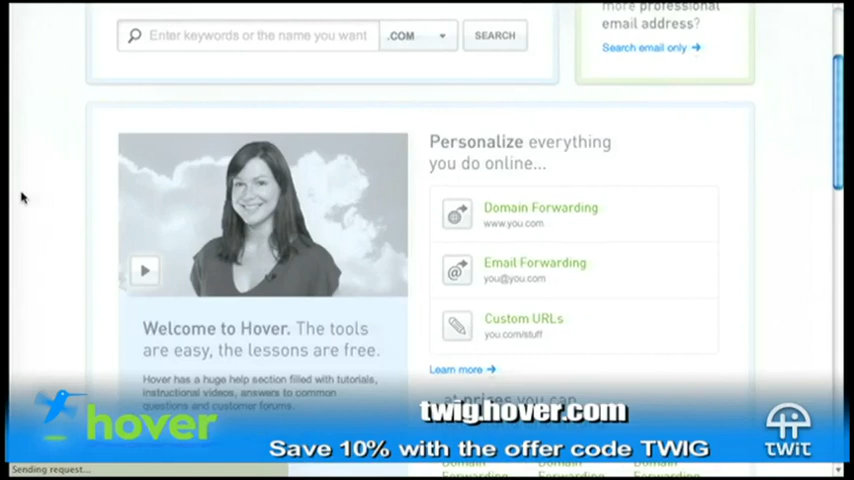 more professional
email address?
Enter keywords or the name you want
.COM
SEARCH
Search email only
Personalize everything
you do online...
Domain Forwarding
www.you.com
Email Forwarding
you@you.com
Custom URLs
you.com/stuff
Learn more
Welcome to Hover. The tools
are easy, the lessons are free.
Hover has a huge help section filled with tutorials,
instructional videos, answers to common
questions and customer forums.
you can
hover
twig.hover.com
Save 10% with the offer code TWIG
TWiT
Sending request...
Domain
Forwarding